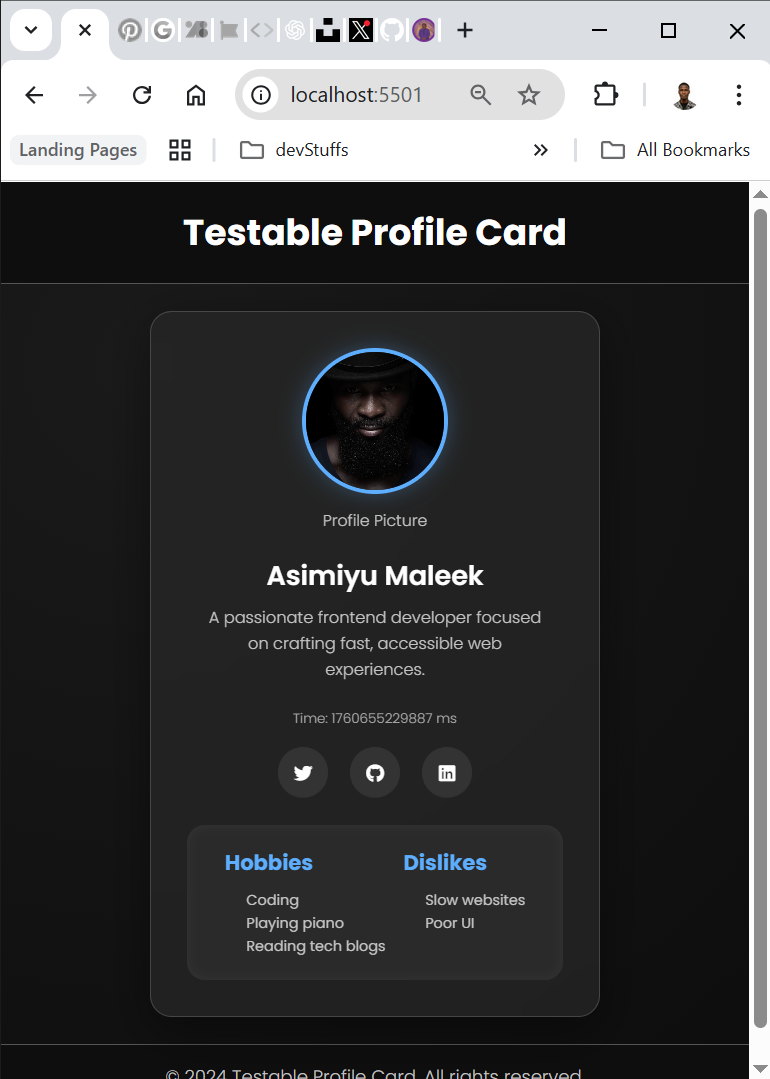 localhost:5501
Landing Pages
devStuffs
All Bookmarks
Testable Profile Card
Profile Picture
Asimiyu Maleek
A passionate frontend developer focused
on crafting fast, accessible web
experiences.
Time: 1760655229887 ms
Hobbies
Coding
Playing piano
Reading tech blogs
Dislikes
Slow websites
Poor UI
© 2024 Testable Profile Card. All rights reserved.